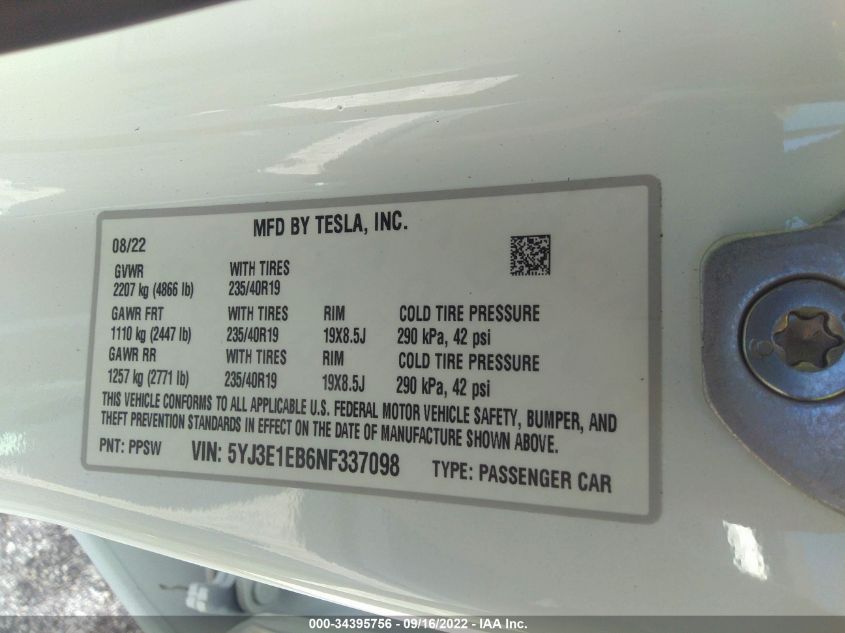 MFD BY TESLA, INC.
08/22
GVWR WITH TIRES
2207 kg (4866 lb) 235/40R19
GAWR FRT WITH TIRES RIM COLD TIRE PRESSURE
1110 kg (2447 lb) 235/40R19 19X8.5J 290 kPa, 42 psi
GAWR RR WITH TIRES RIM COLD TIRE PRESSURE
1257 kg (2771 lb) 235/40R19 19X8.5J 290 kPa, 42 psi
THIS VEHICLE CONFORMS TO ALL APPLICABLE U.S. FEDERAL MOTOR VEHICLE SAFETY, BUMPER, AND
THEFT PREVENTION STANDARDS IN EFFECT ON THE DATE OF MANUFACTURE SHOWN ABOVE.
PNT: PPSW VIN: 5YJ3E1EB6NF337098 TYPE: PASSENGER CAR
000-34395756 - 09/16/2022 - IAA Inc.